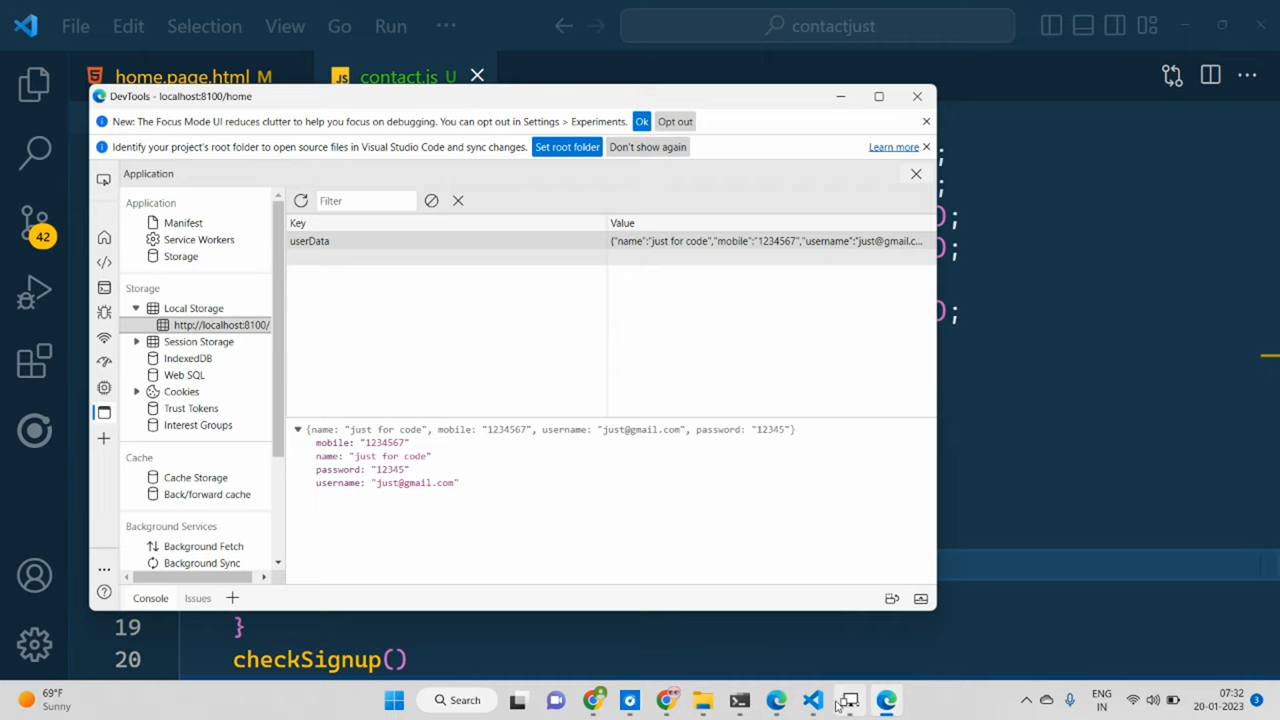 File Edit Selection View Go Run ··· contactjust
home.page.html M contact.js U
DevTools - localhost:8100/home
New: The Focus Mode UI reduces clutter to help you focus on debugging. You can opt out in Settings > Experiments. Ok Opt out
Identify your project's root folder to open source files in Visual Studio Code and sync changes. Set root folder Don't show again Learn more
Application
Application
Filter
Manifest
Key Value
Service Workers
userData {"name":"just for code","mobile":"1234567","username":"just@gmail.c...
Storage
Storage
Local Storage
http://localhost:8100/
Session Storage
IndexedDB
Web SQL
Cookies
Trust Tokens
Interest Groups
Cache
Cache Storage
Back/forward cache
Background Services
Background Fetch
Background Sync
{name: "just for code", mobile: "1234567", username: "just@gmail.com", password: "12345"}
mobile: "1234567"
name: "just for code"
password: "12345"
username: "just@gmail.com"
;
;
);
);
);
42
Console Issues
19 }
20 checkSignup()
69°F
Sunny
Search
ENG
IN
07:32
20-01-2023
3